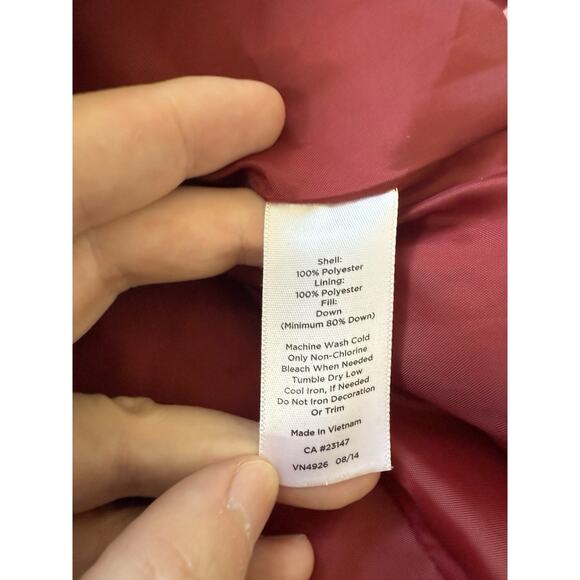 Shell:
100% Polyester
Lining:
100% Polyester
Fill:
Down
(Minimum 80% Down)
Machine Wash Cold
Only Non-Chlorine
Bleach When Needed
Tumble Dry Low
Cool Iron, If Needed
Do Not Iron Decoration
Or Trim
Made In Vietnam
CA #23147
VN4926 08/14